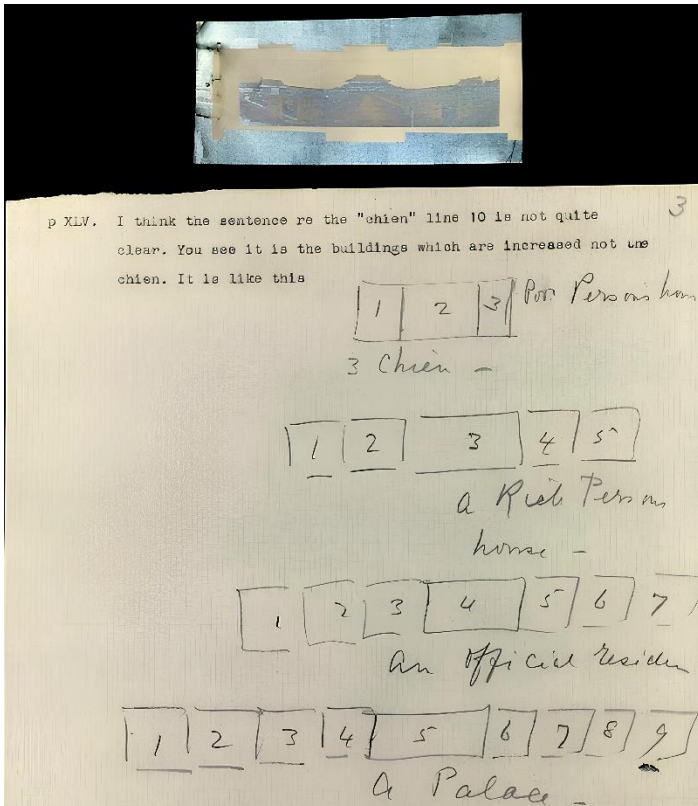 3
p XLV. I think the sentence re the "chien" line 10 is not quite
clear. You see it is the buildings which are increased not the
chien. It is like this
1 2 3 Poor Persons hou
3 Chien –
1 2 3 4 5
a Rich Persons
house –
1 2 3 4 5 6 7
an official residen
1 2 3 4 5 6 7 8 9
a Palace –